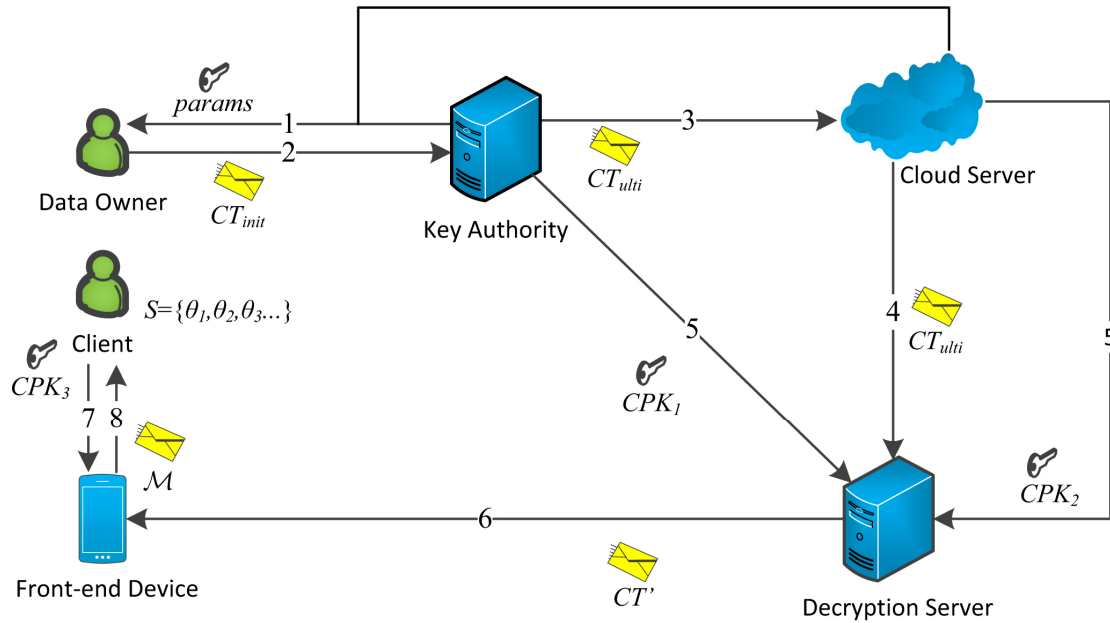 params
1
2
3
Data Owner
CT_init
Key Authority
CT_ulti
Cloud Server
S={θ₁,θ₂,θ₃...}
Client
CPK₃
7
8
M
Front-end Device
4
CT_ulti
5
CPK₁
5
CPK₂
6
CT’
Decryption Server